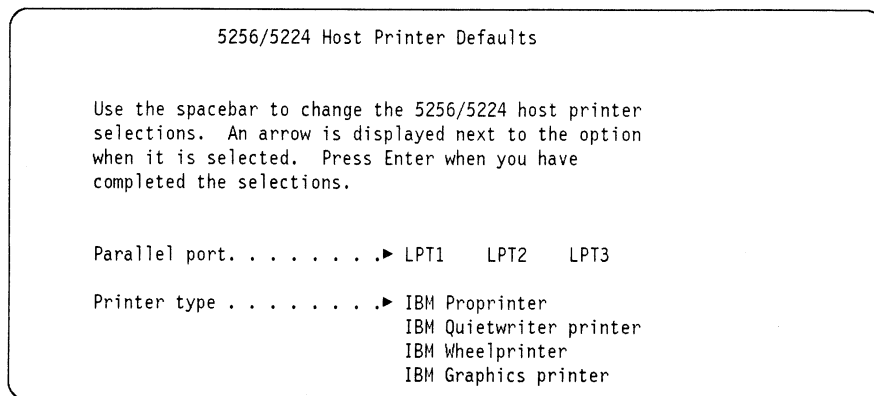 5256/5224 Host Printer Defaults
Use the spacebar to change the 5256/5224 host printer
selections. An arrow is displayed next to the option
when it is selected. Press Enter when you have
completed the selections.
Parallel port. . . . . . . .► LPT1 LPT2 LPT3
Printer type . . . . . . . .► IBM Proprinter
IBM Quietwriter printer
IBM Wheelprinter
IBM Graphics printer